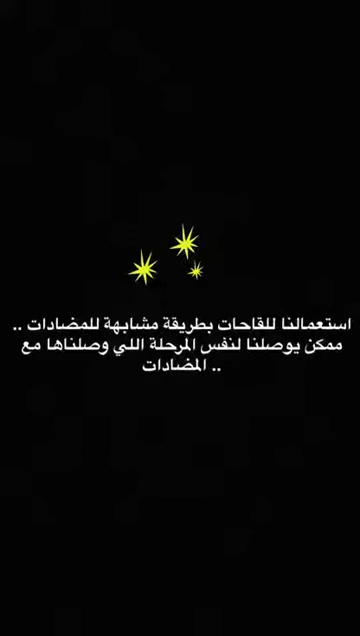 استعمالنا للقاحات بطريقة مشابهة للمضادات ..
ممكن يوصلنا لنفس المرحلة اللي وصلناها مع
المضادات ..